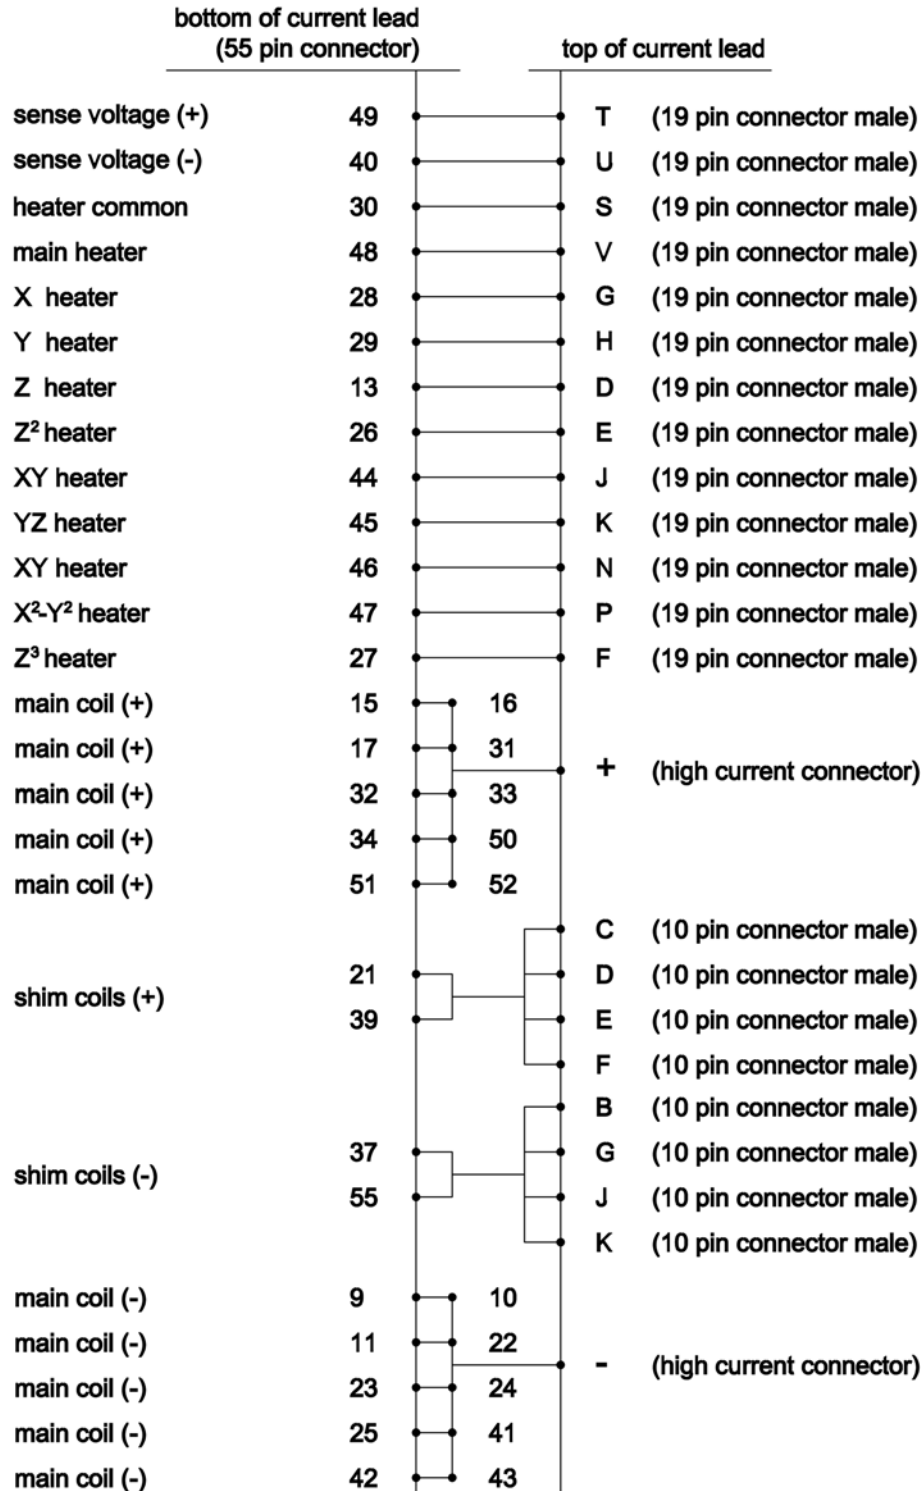 bottom of current lead
(55 pin connector)
top of current lead
sense voltage (+) 49 T (19 pin connector male)
sense voltage (-) 40 U (19 pin connector male)
heater common 30 S (19 pin connector male)
main heater 48 V (19 pin connector male)
X heater 28 G (19 pin connector male)
Y heater 29 H (19 pin connector male)
Z heater 13 D (19 pin connector male)
Z² heater 26 E (19 pin connector male)
XY heater 44 J (19 pin connector male)
YZ heater 45 K (19 pin connector male)
XY heater 46 N (19 pin connector male)
X²-Y² heater 47 P (19 pin connector male)
Z³ heater 27 F (19 pin connector male)
main coil (+) 15 16
main coil (+) 17 31
+ (high current connector)
main coil (+) 32 33
main coil (+) 34 50
main coil (+) 51 52
C (10 pin connector male)
21 D (10 pin connector male)
shim coils (+)
39 E (10 pin connector male)
F (10 pin connector male)
B (10 pin connector male)
37 G (10 pin connector male)
shim coils (-)
55 J (10 pin connector male)
K (10 pin connector male)
main coil (-) 9 10
main coil (-) 11 22
- (high current connector)
main coil (-) 23 24
main coil (-) 25 41
main coil (-) 42 43